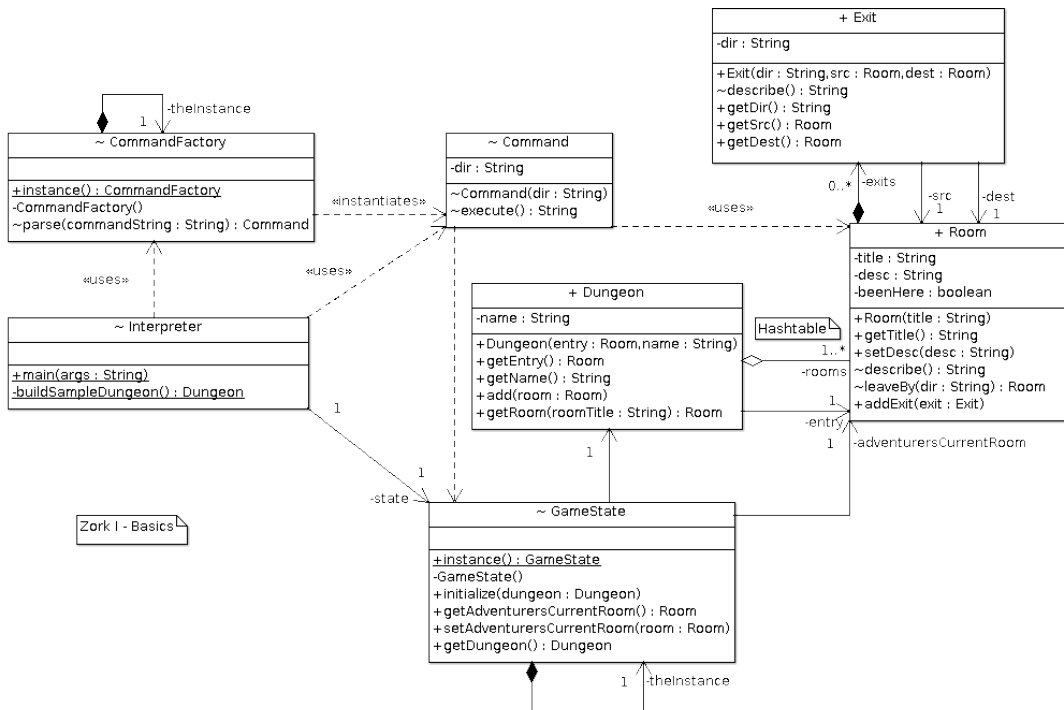 + Exit
-dir : String
+Exit(dir : String,src : Room,dest : Room)
~describe() : String
+getDir() : String
+getSrc() : Room
+getDest() : Room
-theInstance
1
~ CommandFactory
+instance() : CommandFactory
-CommandFactory()
~parse(commandString : String) : Command
«instantiates»
~ Command
-dir : String
~Command(dir : String)
~execute() : String
«uses»
0..*
-exits
-src
1
-dest
1
+ Room
-title : String
-desc : String
-beenHere : boolean
+Room(title : String)
+getTitle() : String
+setDesc(desc : String)
~describe() : String
~leaveBy(dir : String) : Room
+addExit(exit : Exit)
«uses»
«uses»
~ Interpreter
+main(args : String)
-buildSampleDungeon() : Dungeon
+ Dungeon
-name : String
+Dungeon(entry : Room,name : String)
+getEntry() : Room
+getName() : String
+add(room : Room)
+getRoom(roomTitle : String) : Room
Hashtable
1..*
-rooms
1
-entry
1
-adventurersCurrentRoom
1
1
-state
1
Zork I - Basics
~ GameState
+instance() : GameState
-GameState()
+initialize(dungeon : Dungeon)
+getAdventurersCurrentRoom() : Room
+setAdventurersCurrentRoom(room : Room)
+getDungeon() : Dungeon
1
-theInstance